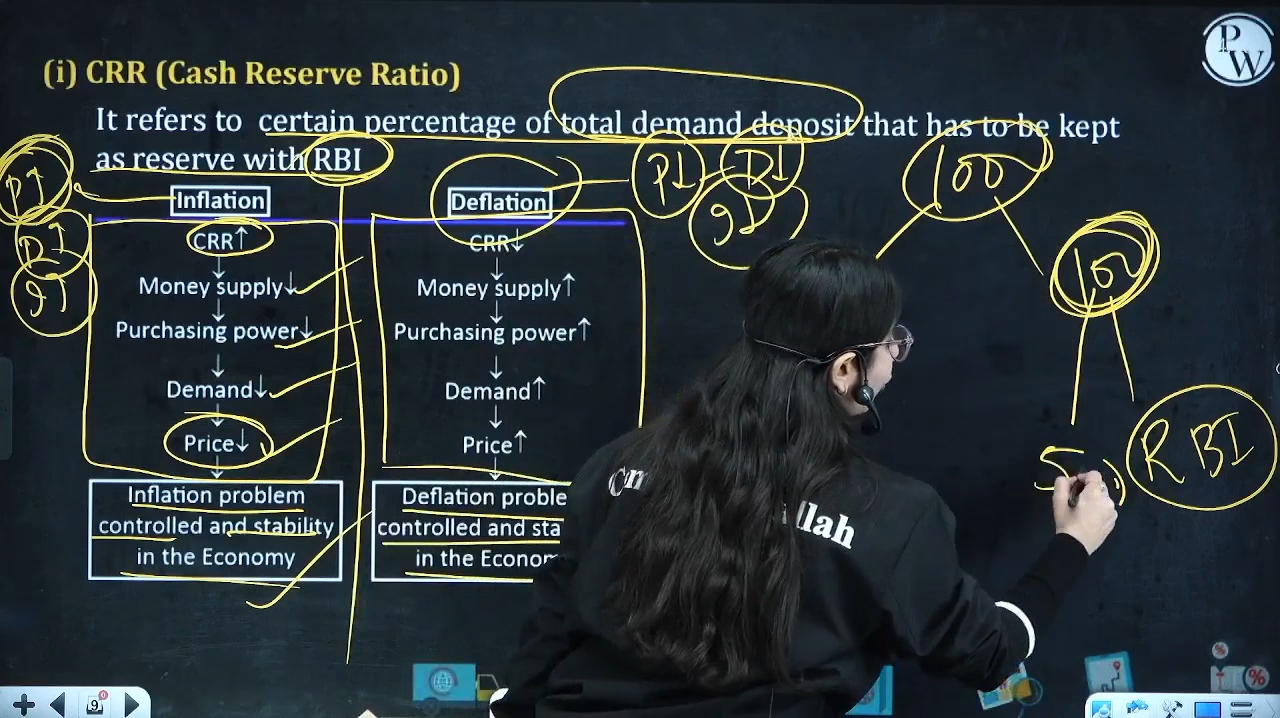 (i) CRR (Cash Reserve Ratio)
It refers to certain percentage of total demand deposit that has to be kept
as reserve with RBI
PW
Inflation
CRR↑
Money supply↓
Purchasing power↓
Demand↓
Price↓
Inflation problem
controlled and stability
in the Economy
Deflation
CRR↓
Money supply↑
Purchasing power↑
Demand↑
Price↑
Deflation proble
controlled and sta
in the Econom
100
100
RBI
llah
9